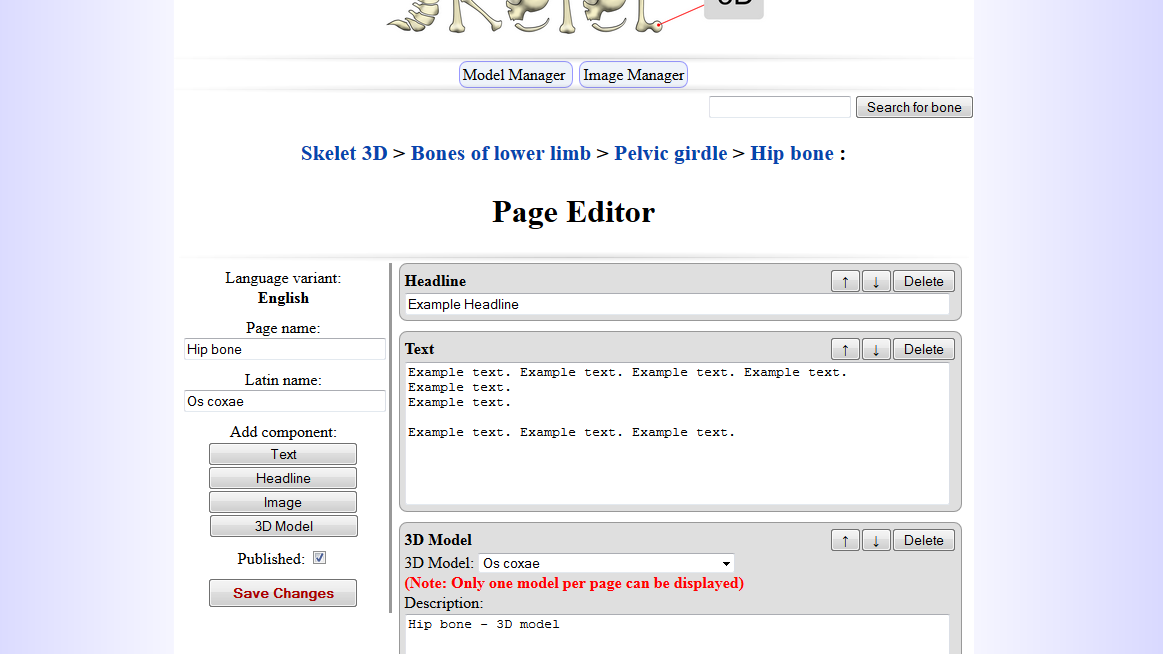 Skelet 3D
Model Manager Image Manager
Search for bone
Skelet 3D > Bones of lower limb > Pelvic girdle > Hip bone :
Page Editor
Language variant:
English
Page name:
Hip bone
Latin name:
Os coxae
Add component:
Text
Headline
Image
3D Model
Published:
Save Changes
Headline ↑ ↓ Delete
Example Headline
Text ↑ ↓ Delete
Example text. Example text. Example text. Example text.
Example text.
Example text.
Example text. Example text. Example text.
3D Model ↑ ↓ Delete
3D Model: Os coxae
(Note: Only one model per page can be displayed)
Description:
Hip bone - 3D model